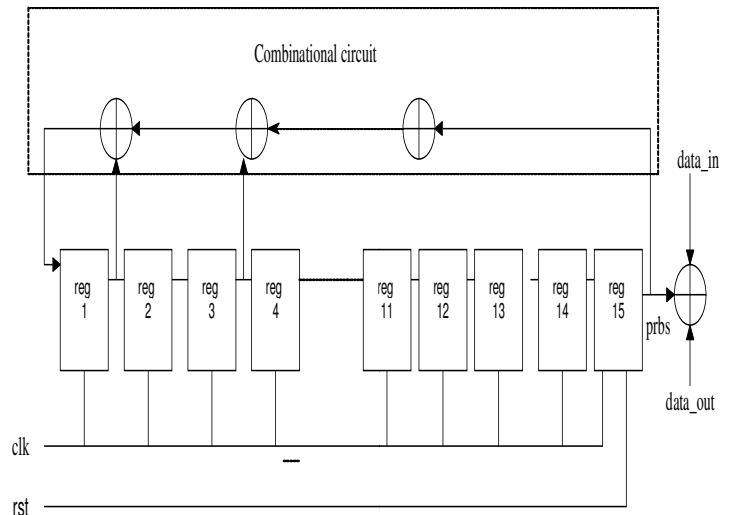 Combinational circuit
data_in
reg 1
reg 2
reg 3
reg 4
reg 11
reg 12
reg 13
reg 14
reg 15
prbs
data_out
clk
rst